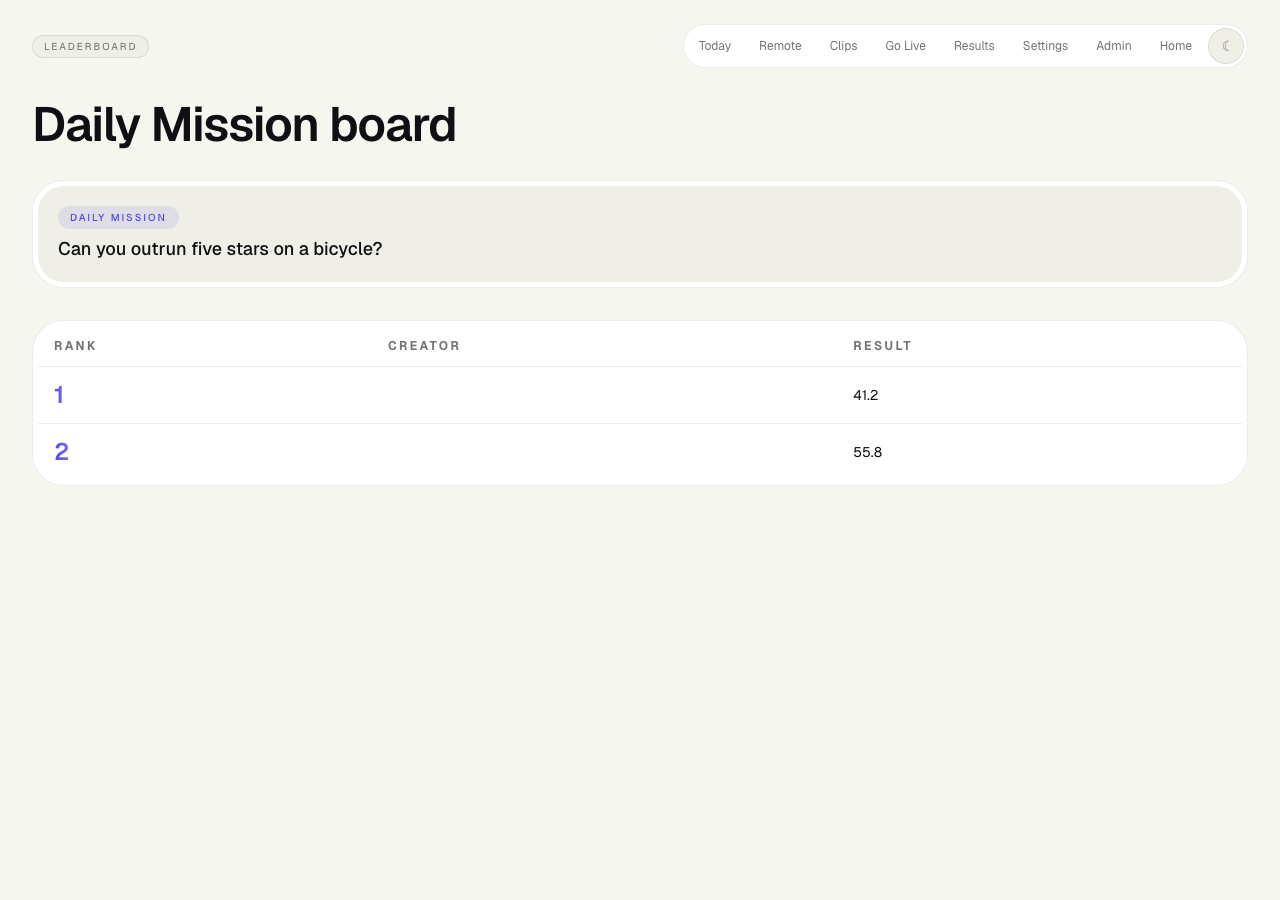 LEADERBOARD
Today Remote Clips Go Live Results Settings Admin Home
Daily Mission board
DAILY MISSION
Can you outrun five stars on a bicycle?
RANK CREATOR RESULT
1 41.2
2 55.8